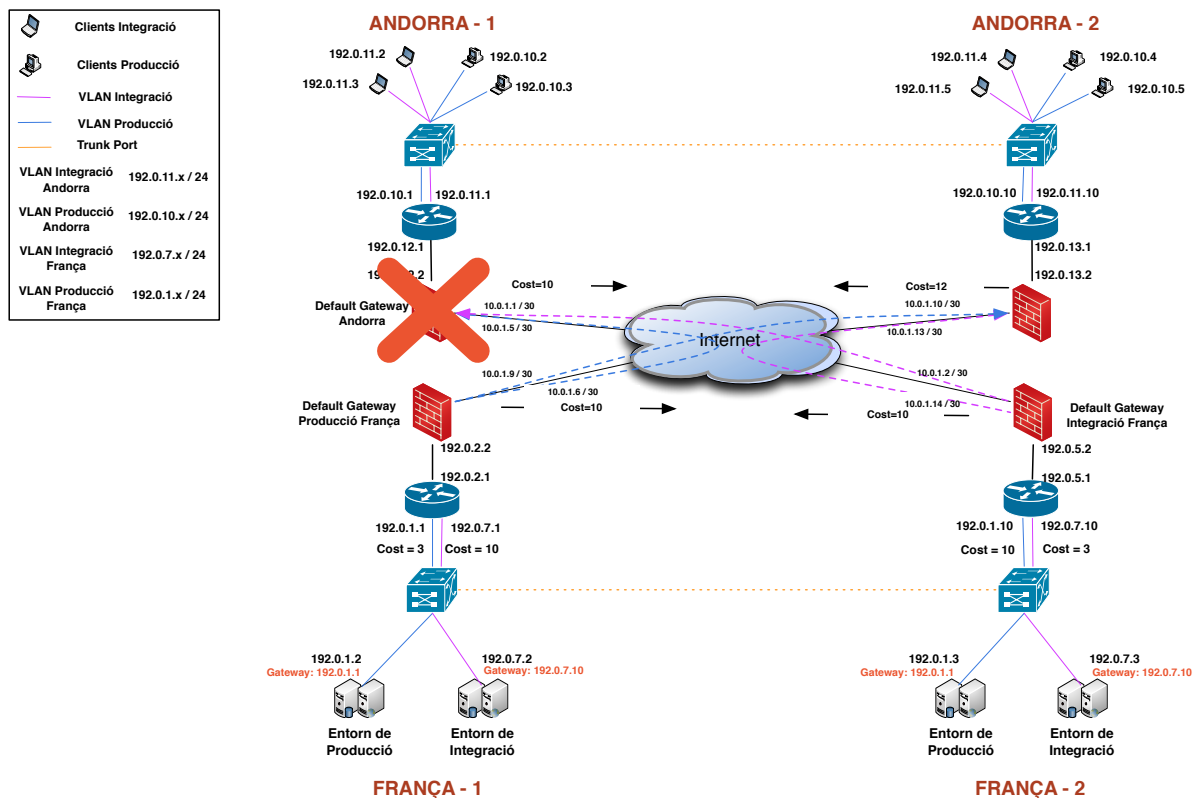 ANDORRA - 1
ANDORRA - 2
Clients Integració
Clients Producció
VLAN Integració
VLAN Producció
Trunk Port
VLAN Integració
Andorra
192.0.11.x / 24
VLAN Producció
Andorra
192.0.10.x / 24
VLAN Integració
França
192.0.7.x / 24
VLAN Producció
França
192.0.1.x / 24
192.0.11.2
192.0.10.2
192.0.11.3
192.0.10.3
192.0.11.4
192.0.10.4
192.0.11.5
192.0.10.5
192.0.10.1
192.0.11.1
192.0.10.10
192.0.11.10
192.0.12.1
192.0.13.1
192.0.13.2
Cost=10
Cost=12
Default Gateway
Andorra
10.0.1.1 / 30
10.0.1.5 / 30
10.0.1.10 / 30
10.0.1.13 / 30
Internet
10.0.1.9 / 30
10.0.1.6 / 30
10.0.1.2 / 30
10.0.1.14 / 30
Cost=10
Cost=10
Default Gateway
Producció França
Default Gateway
Integració França
192.0.2.2
192.0.5.2
192.0.2.1
192.0.5.1
192.0.1.1
192.0.7.1
192.0.1.10
192.0.7.10
Cost = 3
Cost = 10
Cost = 10
Cost = 3
192.0.1.2
Gateway: 192.0.1.1
192.0.7.2
Gateway: 192.0.7.10
192.0.1.3
Gateway: 192.0.1.1
192.0.7.3
Gateway: 192.0.7.10
Entorn de
Producció
Entorn de
Integració
Entorn de
Producció
Entorn de
Integració
FRANÇA - 1
FRANÇA - 2